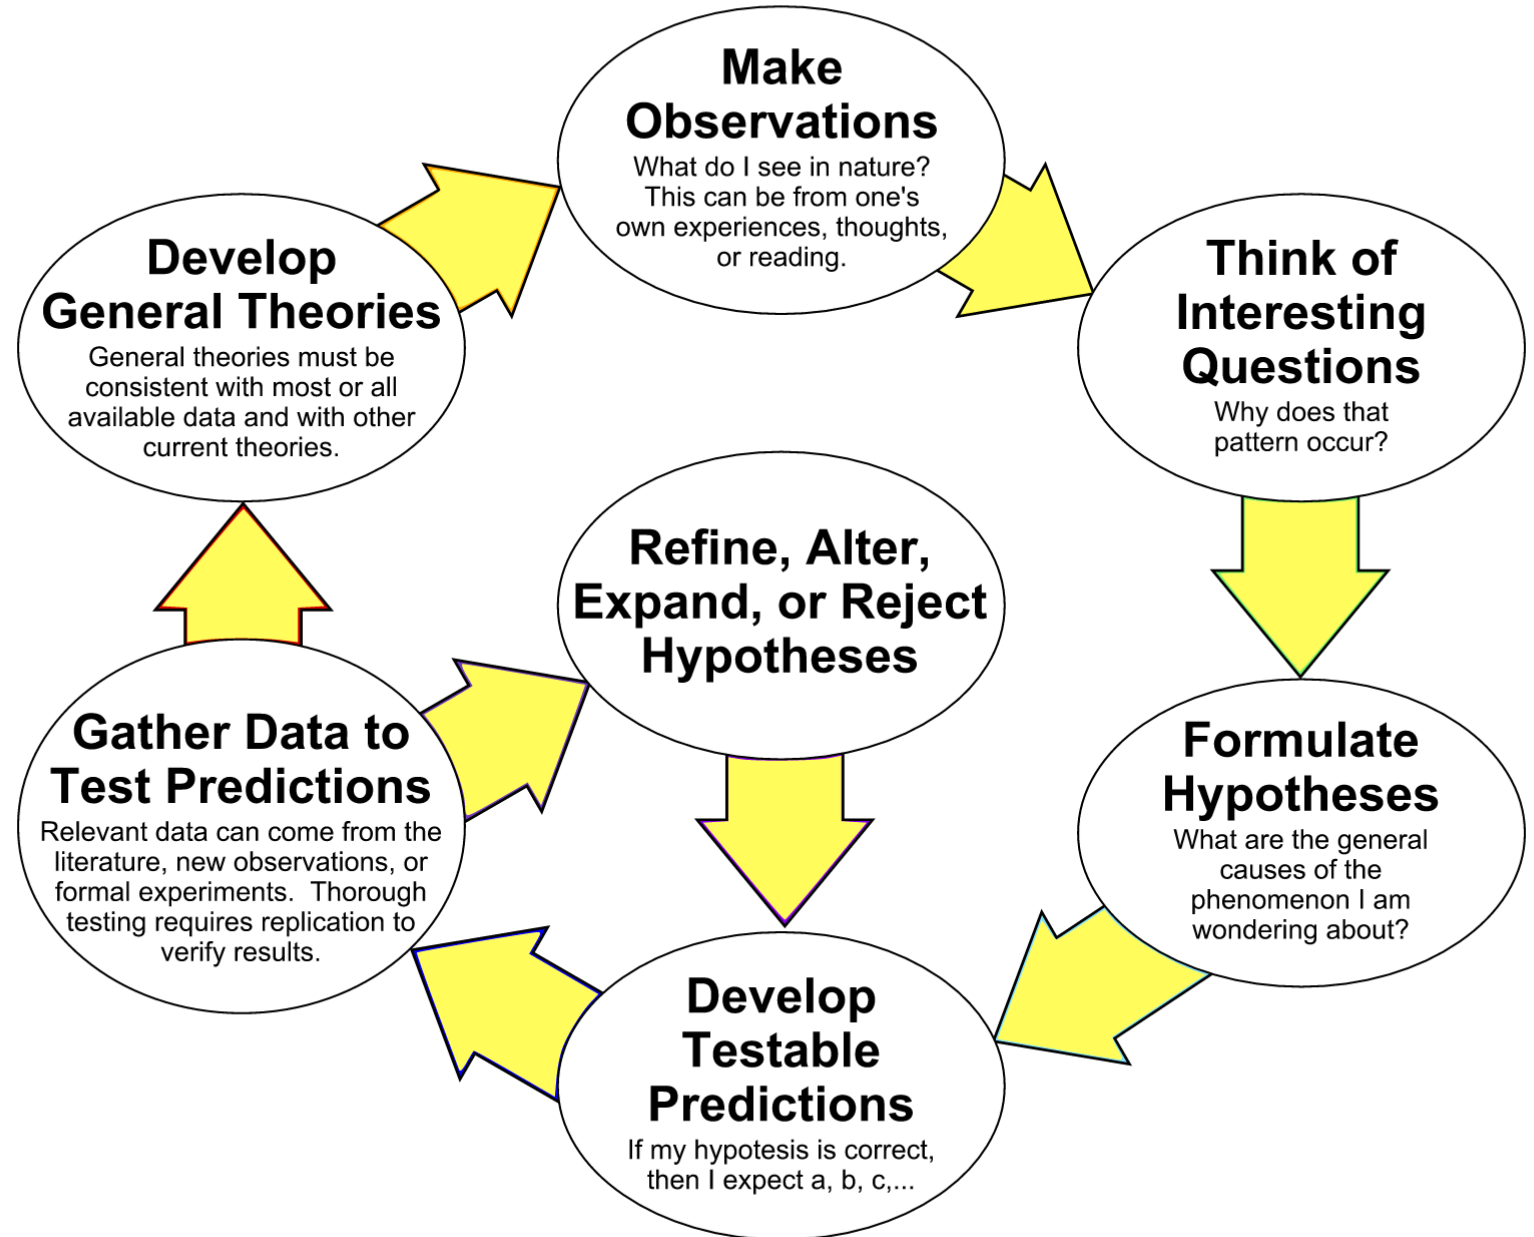 Make
Observations
What do I see in nature?
This can be from one's
own experiences, thoughts,
or reading.
Think of
Interesting
Questions
Why does that
pattern occur?
Formulate
Hypotheses
What are the general
causes of the
phenomenon I am
wondering about?
Develop
Testable
Predictions
If my hypotesis is correct,
then I expect a, b, c,...
Gather Data to
Test Predictions
Relevant data can come from the
literature, new observations, or
formal experiments.  Thorough
testing requires replication to
verify results.
Refine, Alter,
Expand, or Reject
Hypotheses
Develop
General Theories
General theories must be
consistent with most or all
available data and with other
current theories.